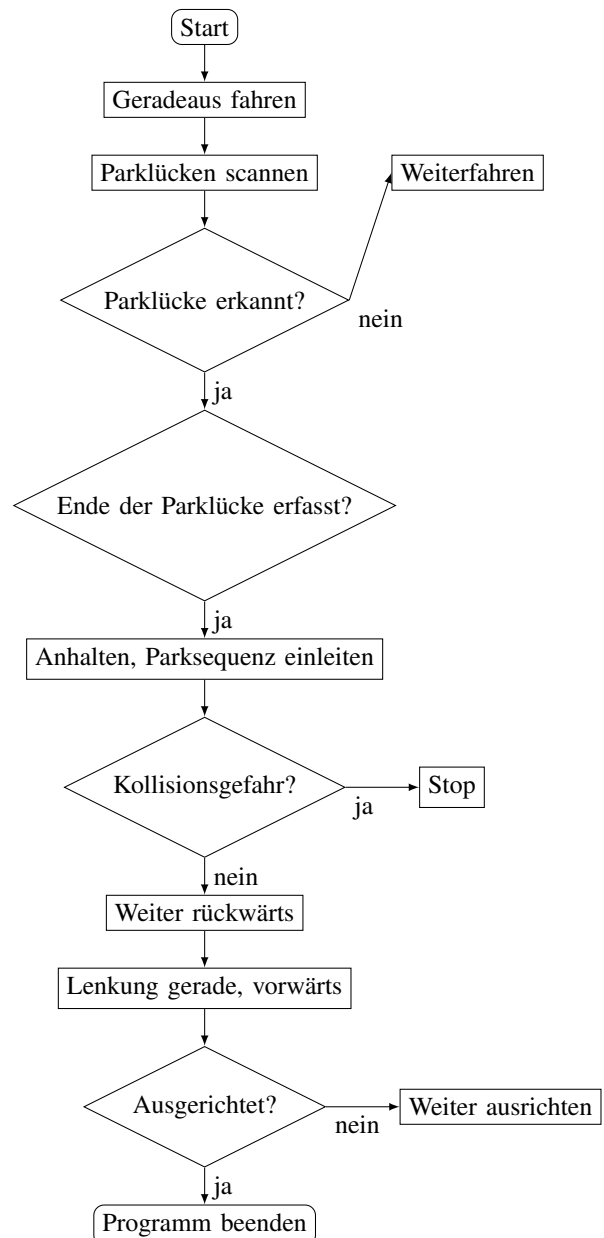 Start
Geradeaus fahren
Parklücken scannen
Weiterfahren
Parklücke erkannt?
nein
ja
Ende der Parklücke erfasst?
ja
Anhalten, Parksequenz einleiten
Kollisionsgefahr?
Stop
ja
nein
Weiter rückwärts
Lenkung gerade, vorwärts
Ausgerichtet?
Weiter ausrichten
nein
ja
Programm beenden